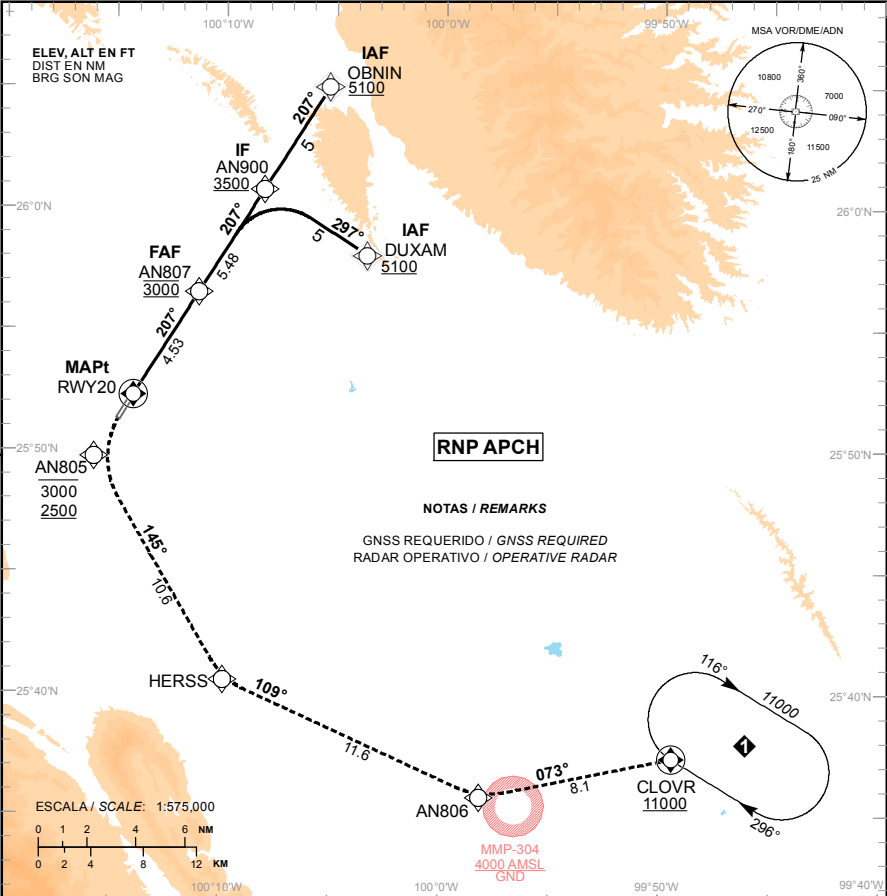 100°10'W
100°0'W
99°50'W
MSA VOR/DME/ADN
ELEV, ALT EN FT
DIST EN NM
BRG SON MAG
10800
360°
7000
270°
090°
12500
180°
11500
25 NM
IAF
OBNIN
5100
207°
5
IF
AN900
3500
26°0'N
26°0'N
207°
297°
5
IAF
DUXAM
5100
FAF
AN807
3000
5.48
207°
4.53
MAPt
RWY20
RNP APCH
25°50'N
25°50'N
AN805
3000
2500
NOTAS / REMARKS
GNSS REQUERIDO / GNSS REQUIRED
RADAR OPERATIVO / OPERATIVE RADAR
145°
10.6
HERSS
109°
11.6
116°
11000
1
296°
25°40'N
25°40'N
073°
8.1
CLOVR
11000
AN806
MMP-304
4000 AMSL
GND
ESCALA / SCALE: 1:575,000
0 1 2 4 6 NM
0 2 4 8 12 KM
100°10'W
100°0'W
99°50'W
99°40'W